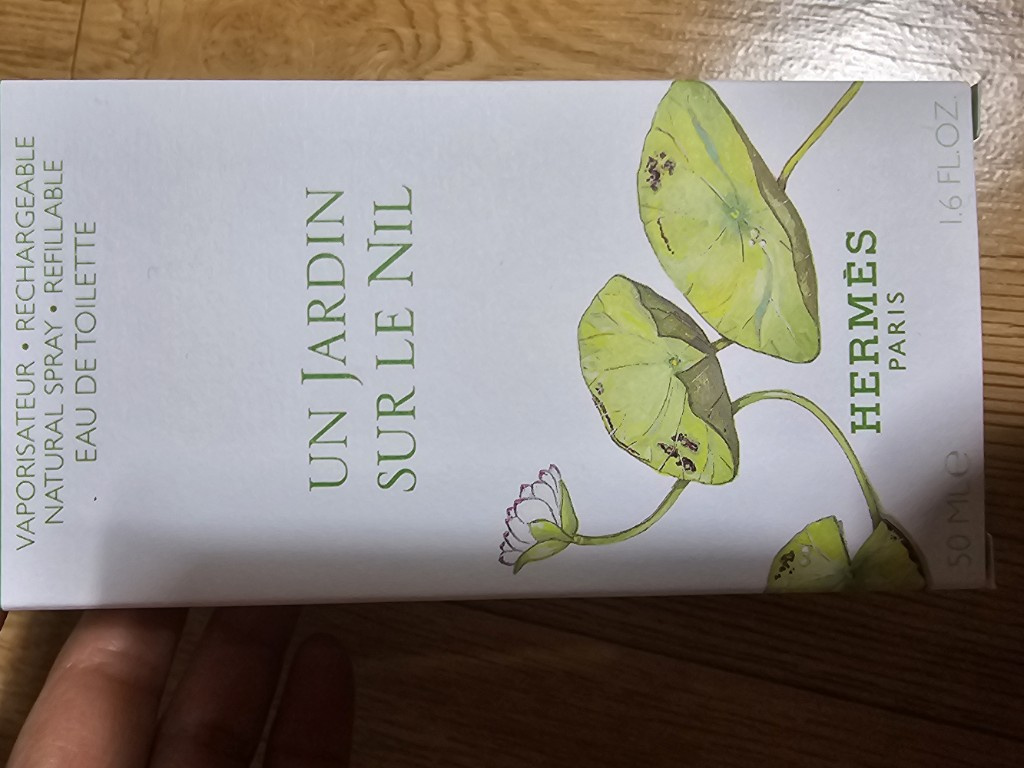 VAPORISATEUR • RECHARGEABLE
NATURAL SPRAY • REFILLABLE
EAU DE TOILETTE
UN JARDIN
SUR LE NIL
HERMÈS
PARIS
50 ML ℮ 1.6 FL.OZ.